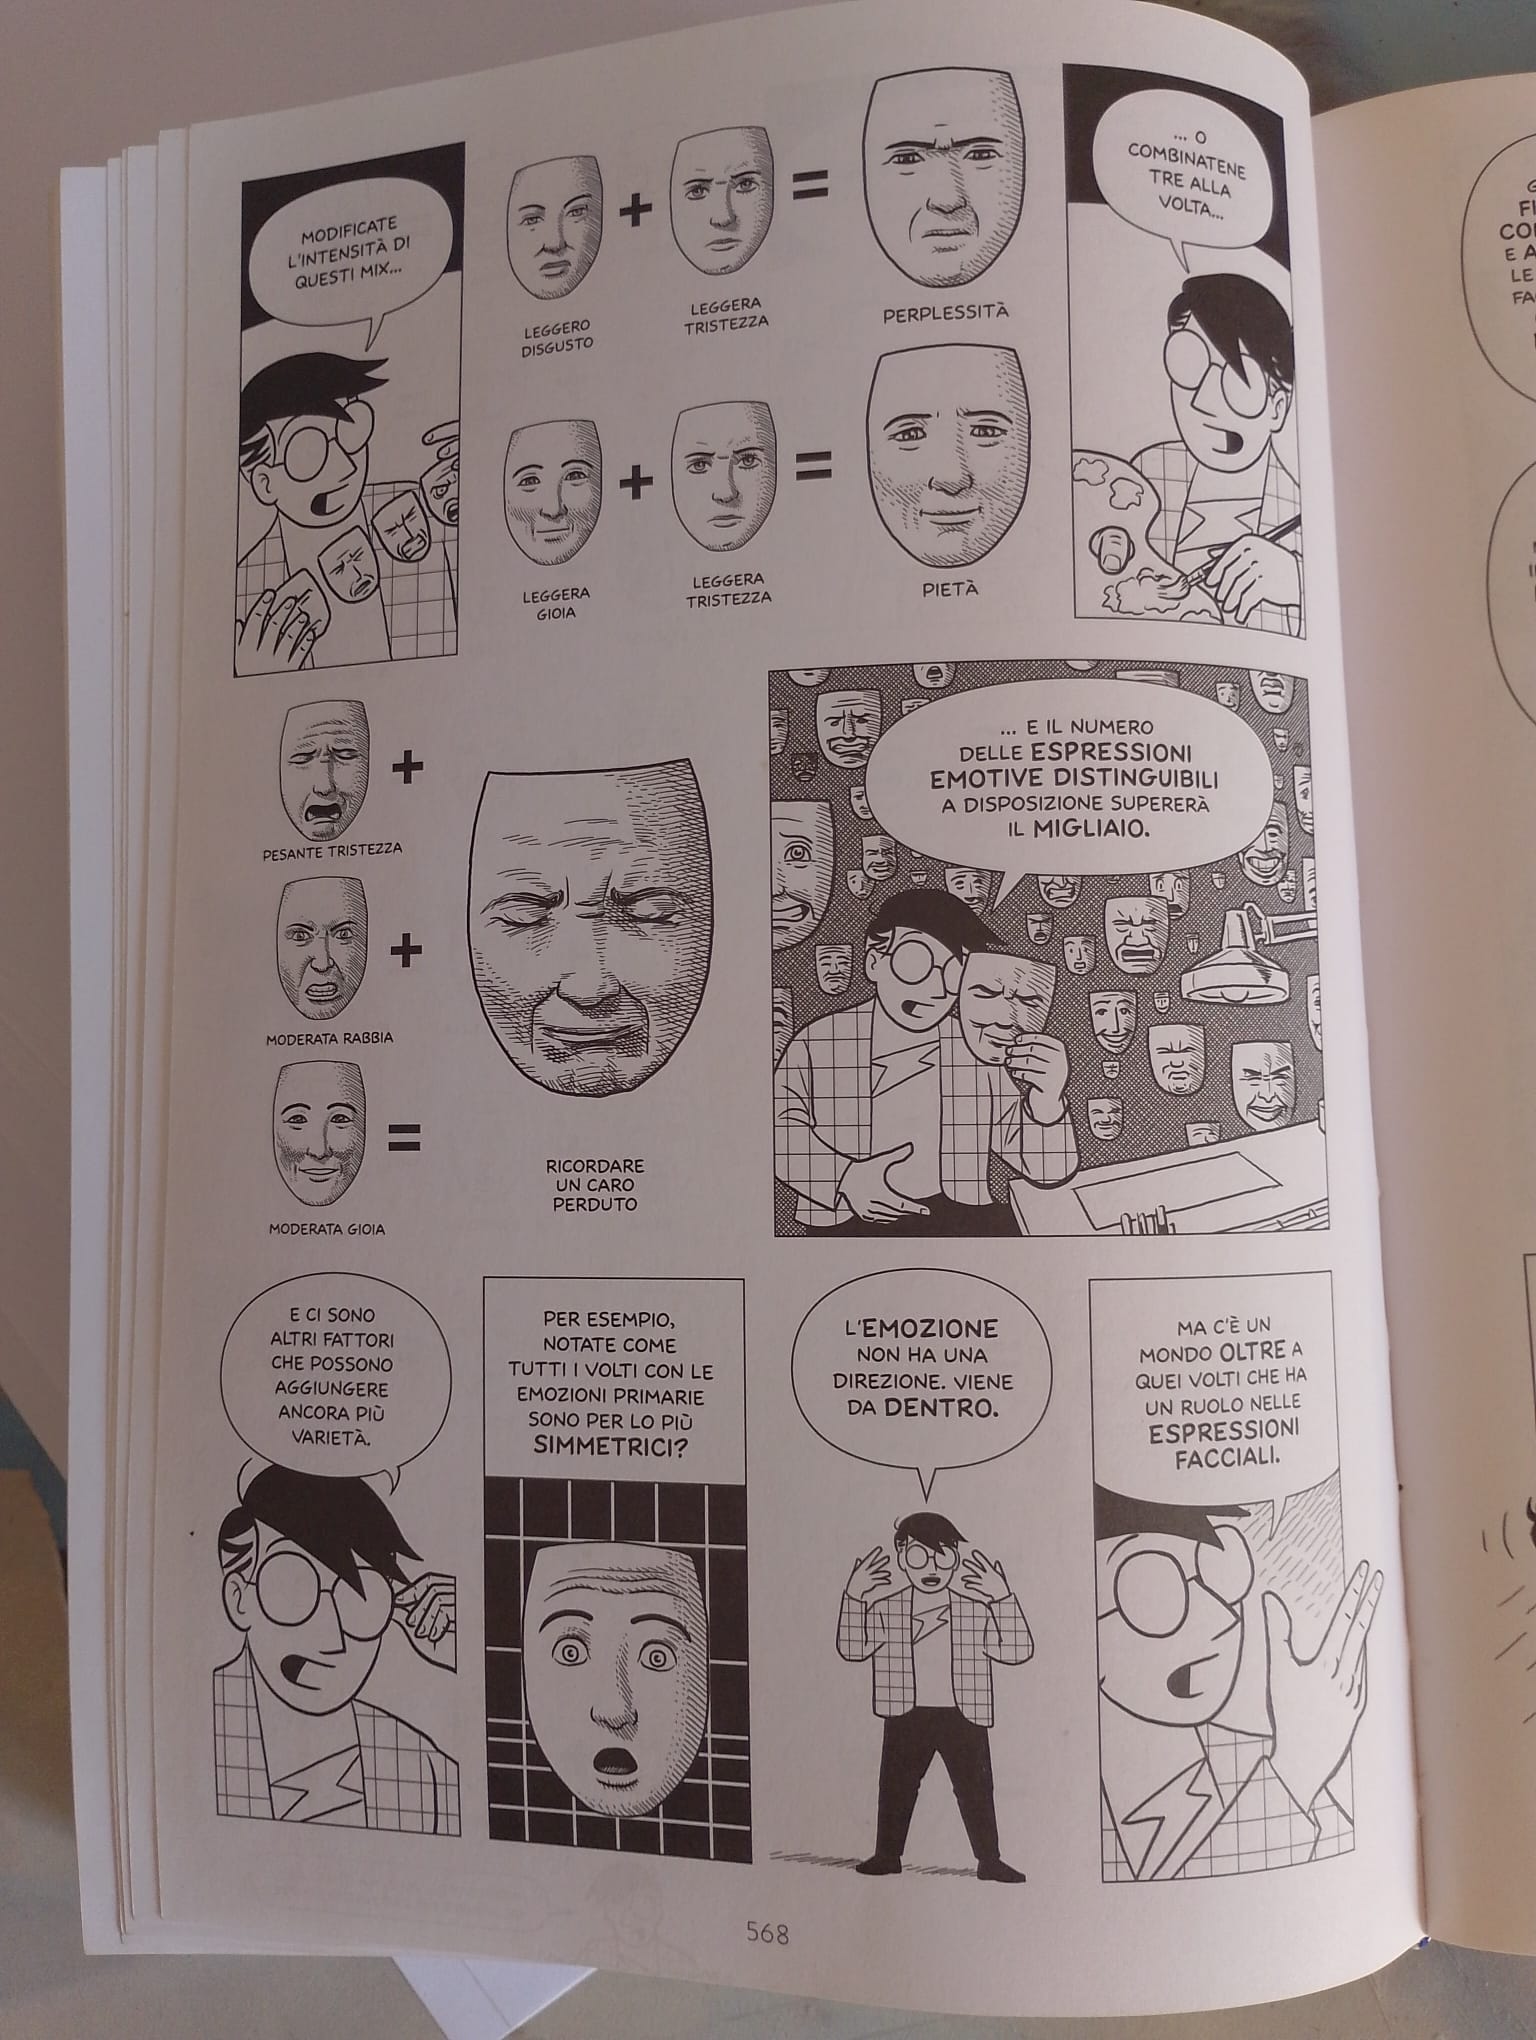 MODIFICATE
L'INTENSITÀ DI
QUESTI MIX...
+
=
LEGGERO
DISGUSTO
LEGGERA
TRISTEZZA
PERPLESSITÀ
+
=
LEGGERA
GIOIA
LEGGERA
TRISTEZZA
PIETÀ
... O
COMBINATENE
TRE ALLA
VOLTA...
+
PESANTE TRISTEZZA
+
MODERATA RABBIA
=
MODERATA GIOIA
RICORDARE
UN CARO
PERDUTO
... E IL NUMERO
DELLE ESPRESSIONI
EMOTIVE DISTINGUIBILI
A DISPOSIZIONE SUPERERÀ
IL MIGLIAIO.
E CI SONO
ALTRI FATTORI
CHE POSSONO
AGGIUNGERE
ANCORA PIÙ
VARIETÀ.
PER ESEMPIO,
NOTATE COME
TUTTI I VOLTI CON LE
EMOZIONI PRIMARIE
SONO PER LO PIÙ
SIMMETRICI?
L'EMOZIONE
NON HA UNA
DIREZIONE. VIENE
DA DENTRO.
MA C'È UN
MONDO OLTRE A
QUEI VOLTI CHE HA
UN RUOLO NELLE
ESPRESSIONI
FACCIALI.
568